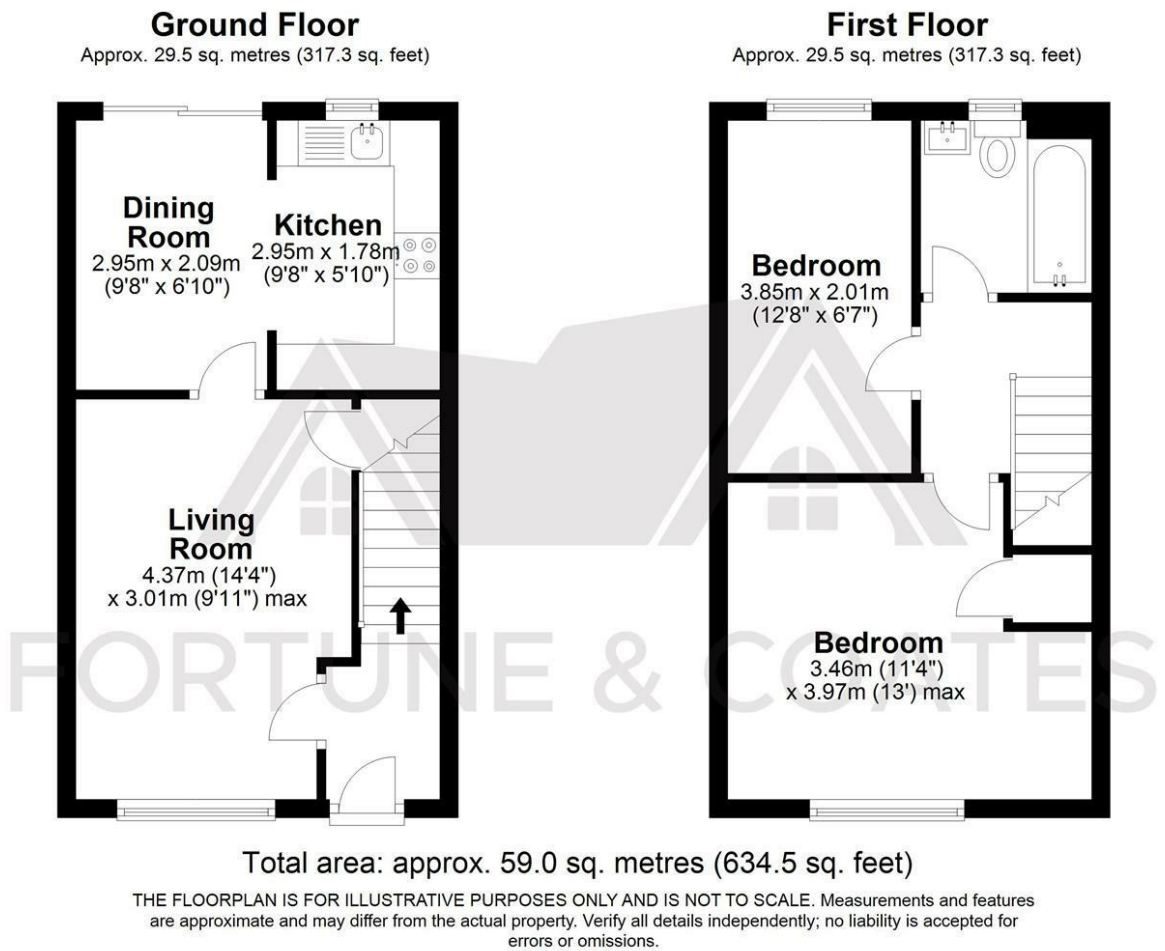 Ground Floor
Approx. 29.5 sq. metres (317.3 sq. feet)
Dining
Room
2.95m x 2.09m
(9'8" x 6'10")
Kitchen
2.95m x 1.78m
(9'8" x 5'10")
Living
Room
4.37m (14'4")
x 3.01m (9'11") max
First Floor
Approx. 29.5 sq. metres (317.3 sq. feet)
Bedroom
3.85m x 2.01m
(12'8" x 6'7")
Bedroom
3.46m (11'4")
x 3.97m (13') max
FORTUNE & COATES
Total area: approx. 59.0 sq. metres (634.5 sq. feet)
THE FLOORPLAN IS FOR ILLUSTRATIVE PURPOSES ONLY AND IS NOT TO SCALE. Measurements and features
are approximate and may differ from the actual property. Verify all details independently; no liability is accepted for
errors or omissions.